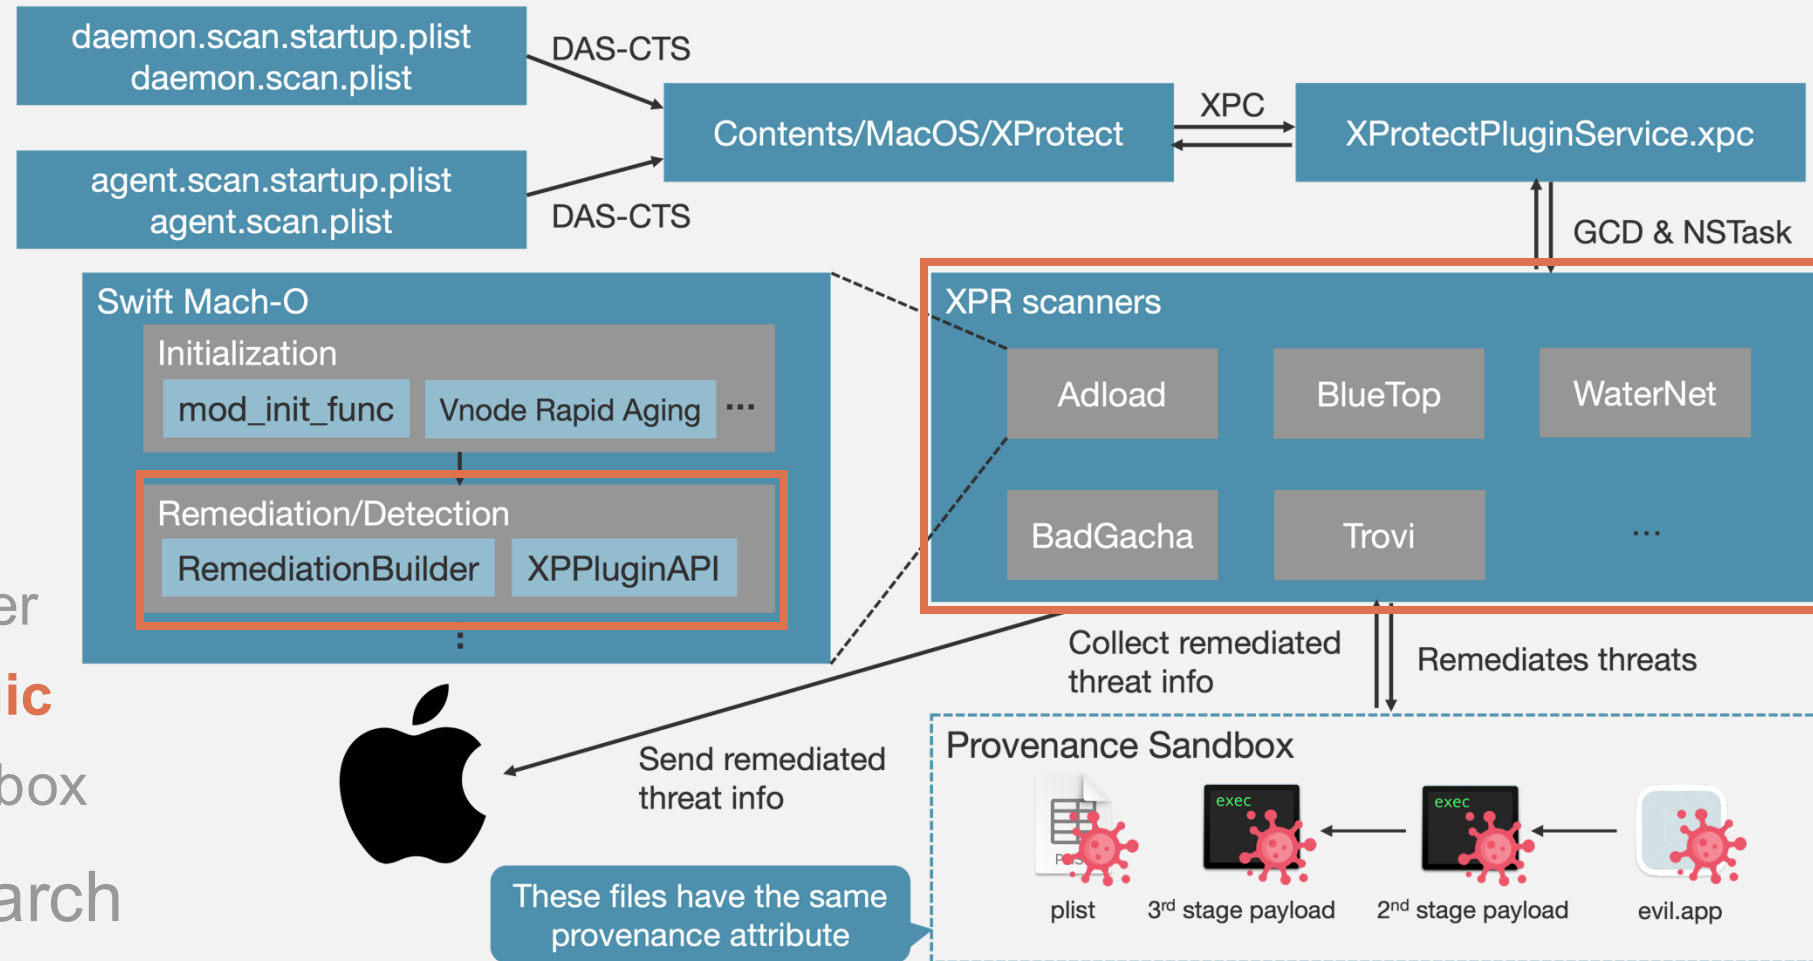 daemon.scan.startup.plist
daemon.scan.plist
DAS-CTS
Contents/MacOS/XProtect
XPC
XProtectPluginService.xpc
agent.scan.startup.plist
agent.scan.plist
DAS-CTS
GCD & NSTask
Swift Mach-O
Initialization
mod_init_func
Vnode Rapid Aging
...
Remediation/Detection
RemediationBuilder
XPPluginAPI
XPR scanners
Adload
BlueTop
WaterNet
BadGacha
Trovi
...
er
ic
box
arch
Collect remediated
threat info
Remediates threats
Send remediated
threat info
Provenance Sandbox
exec
exec
plist
3rd stage payload
2nd stage payload
evil.app
These files have the same
provenance attribute